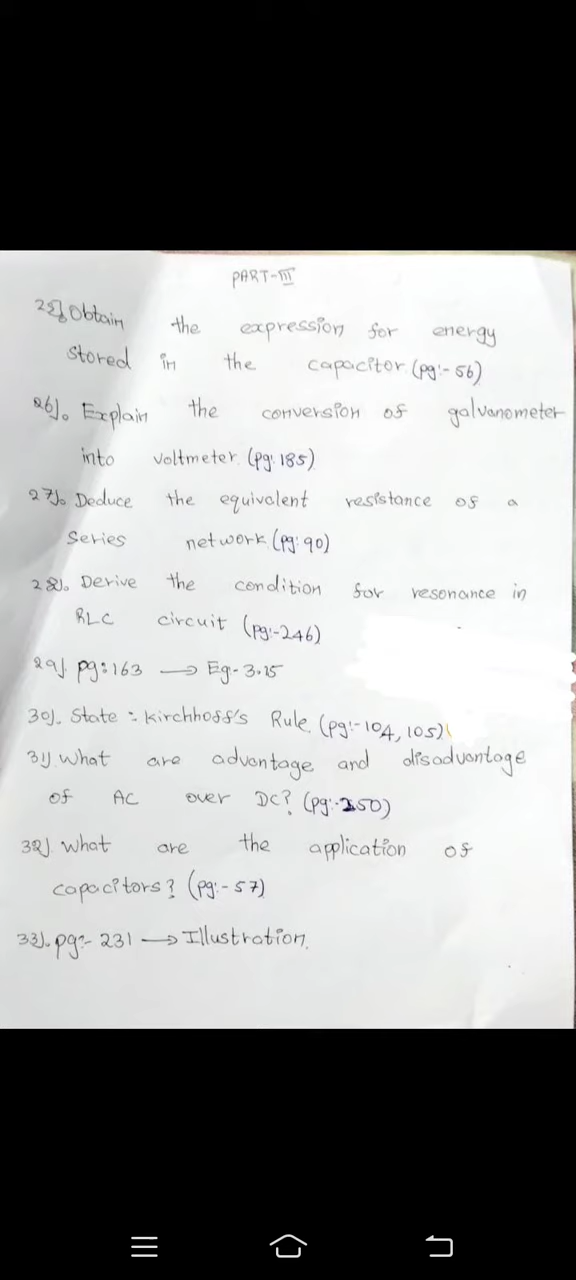 PART-III
25). Obtain the expression for energy
stored in the capacitor (pg:- 56)
26). Explain the conversion of galvanometer
into voltmeter. (pg: 185)
27). Deduce the equivalent resistance of a
series network. (pg: 90)
28). Derive the condition for resonance in
RLC circuit (pg:-246)
29). pg: 163 → Eg- 3.15
30). State :- Kirchhoff's Rule. (pg:- 104, 105)
31). What are advantage and disadvantage
of AC over DC? (pg:-250)
32). What are the application of
capacitors? (pg:- 57)
33). pg:- 231 → Illustration.